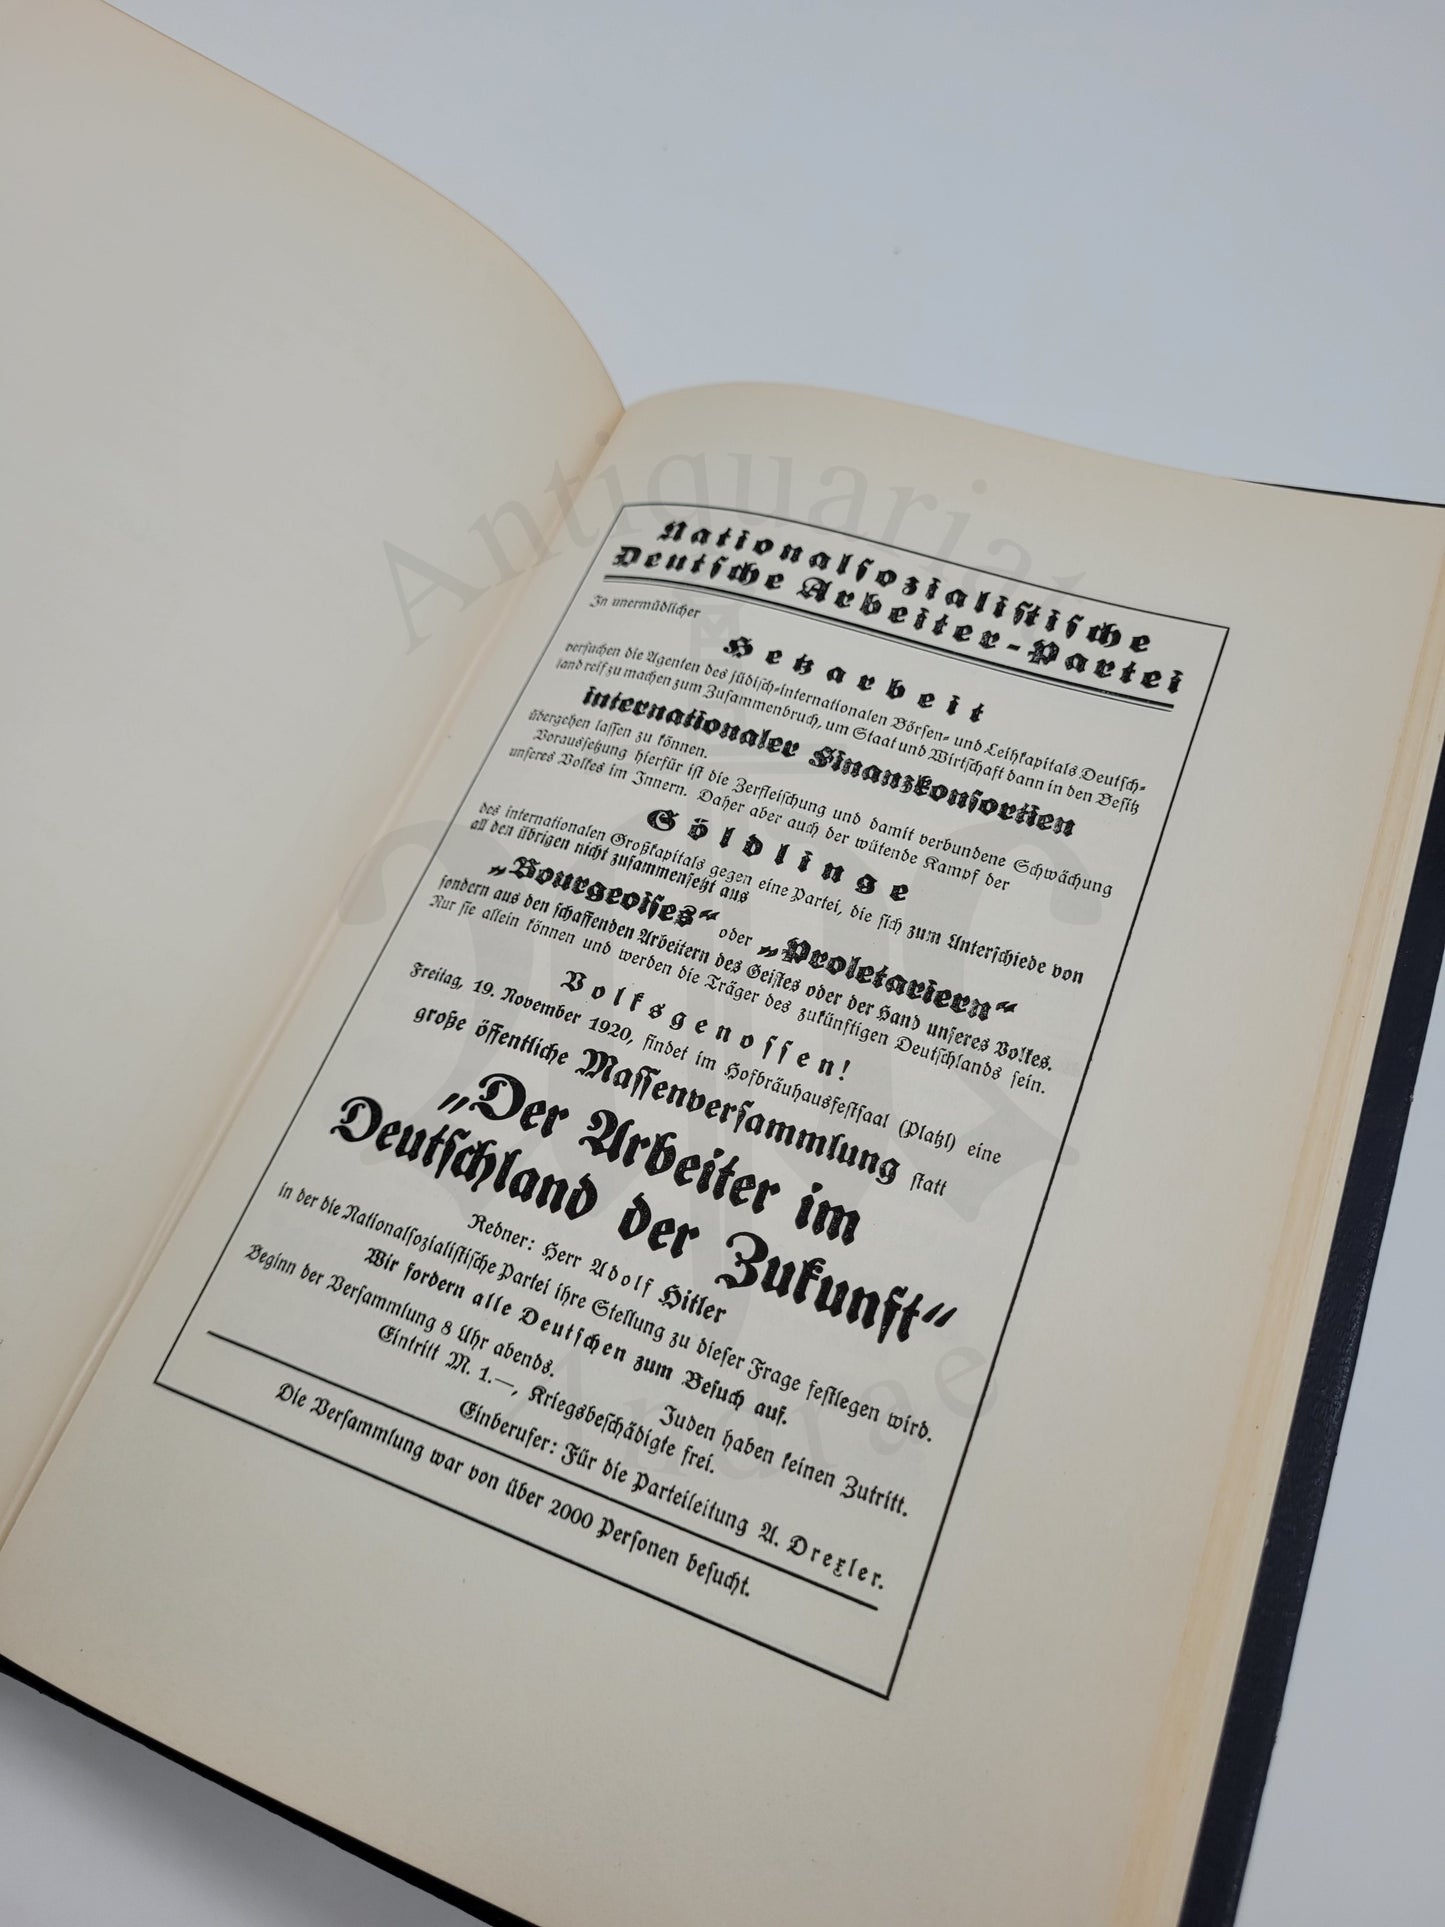 Nationalsozialistische
Deutsche Arbeiter-Partei
In unermüdlicher
Hetzarbeit
versuchen die Agenten des jüdisch-internationalen Börsen- und Leihkapitals Deutsch-
land reif zu machen zum Zusammenbruch, um Staat und Wirtschaft dann in den Besitz
internationaler Finanzkonsortien
übergehen lassen zu können.
Voraussetzung hierfür ist die Zerfleischung und damit verbundene Schwächung
unseres Volkes im Innern. Daher aber auch der wütende Kampf der
Söldlinge
des internationalen Großkapitals gegen eine Partei, die sich zum Unterschiede von
all den übrigen nicht zusammensetzt aus
„Bourgeoises“ oder „Proletariern“
sondern aus den schaffenden Arbeitern des Geistes oder der Hand unseres Volkes.
Nur sie allein können und werden die Träger des zukünftigen Deutschlands sein.
Volksgenossen!
Freitag, 19. November 1920, findet im Hofbräuhausfestsaal (Platzl) eine
große öffentliche Massenversammlung statt
„Der Arbeiter im
Deutschland der Zukunft“
Redner: Herr Adolf Hitler
in der die Nationalsozialistische Partei ihre Stellung zu dieser Frage festlegen wird.
Wir fordern alle Deutschen zum Besuch auf.
Beginn der Versammlung 8 Uhr abends. Juden haben keinen Zutritt.
Eintritt M. 1.—, Kriegsbeschädigte frei.
Einberufer: Für die Parteileitung A. Drexler.
Die Versammlung war von über 2000 Personen besucht.
Antiquariat
Andrae